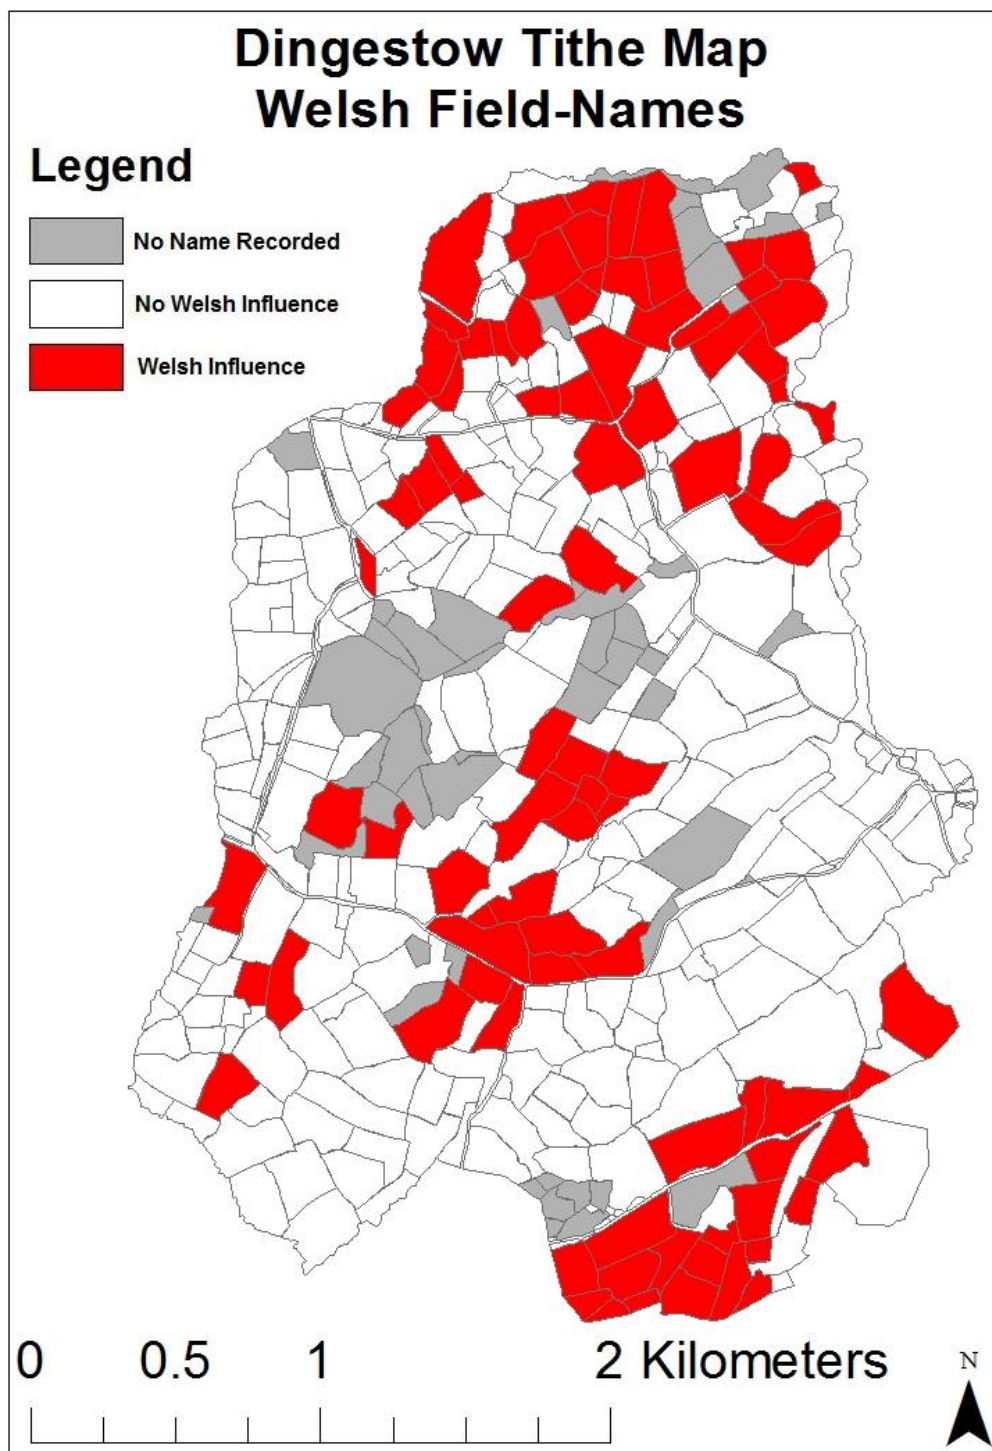 Dingestow Tithe Map
Welsh Field-Names
Legend
No Name Recorded
No Welsh Influence
Welsh Influence
0 0.5 1 2 Kilometers
N